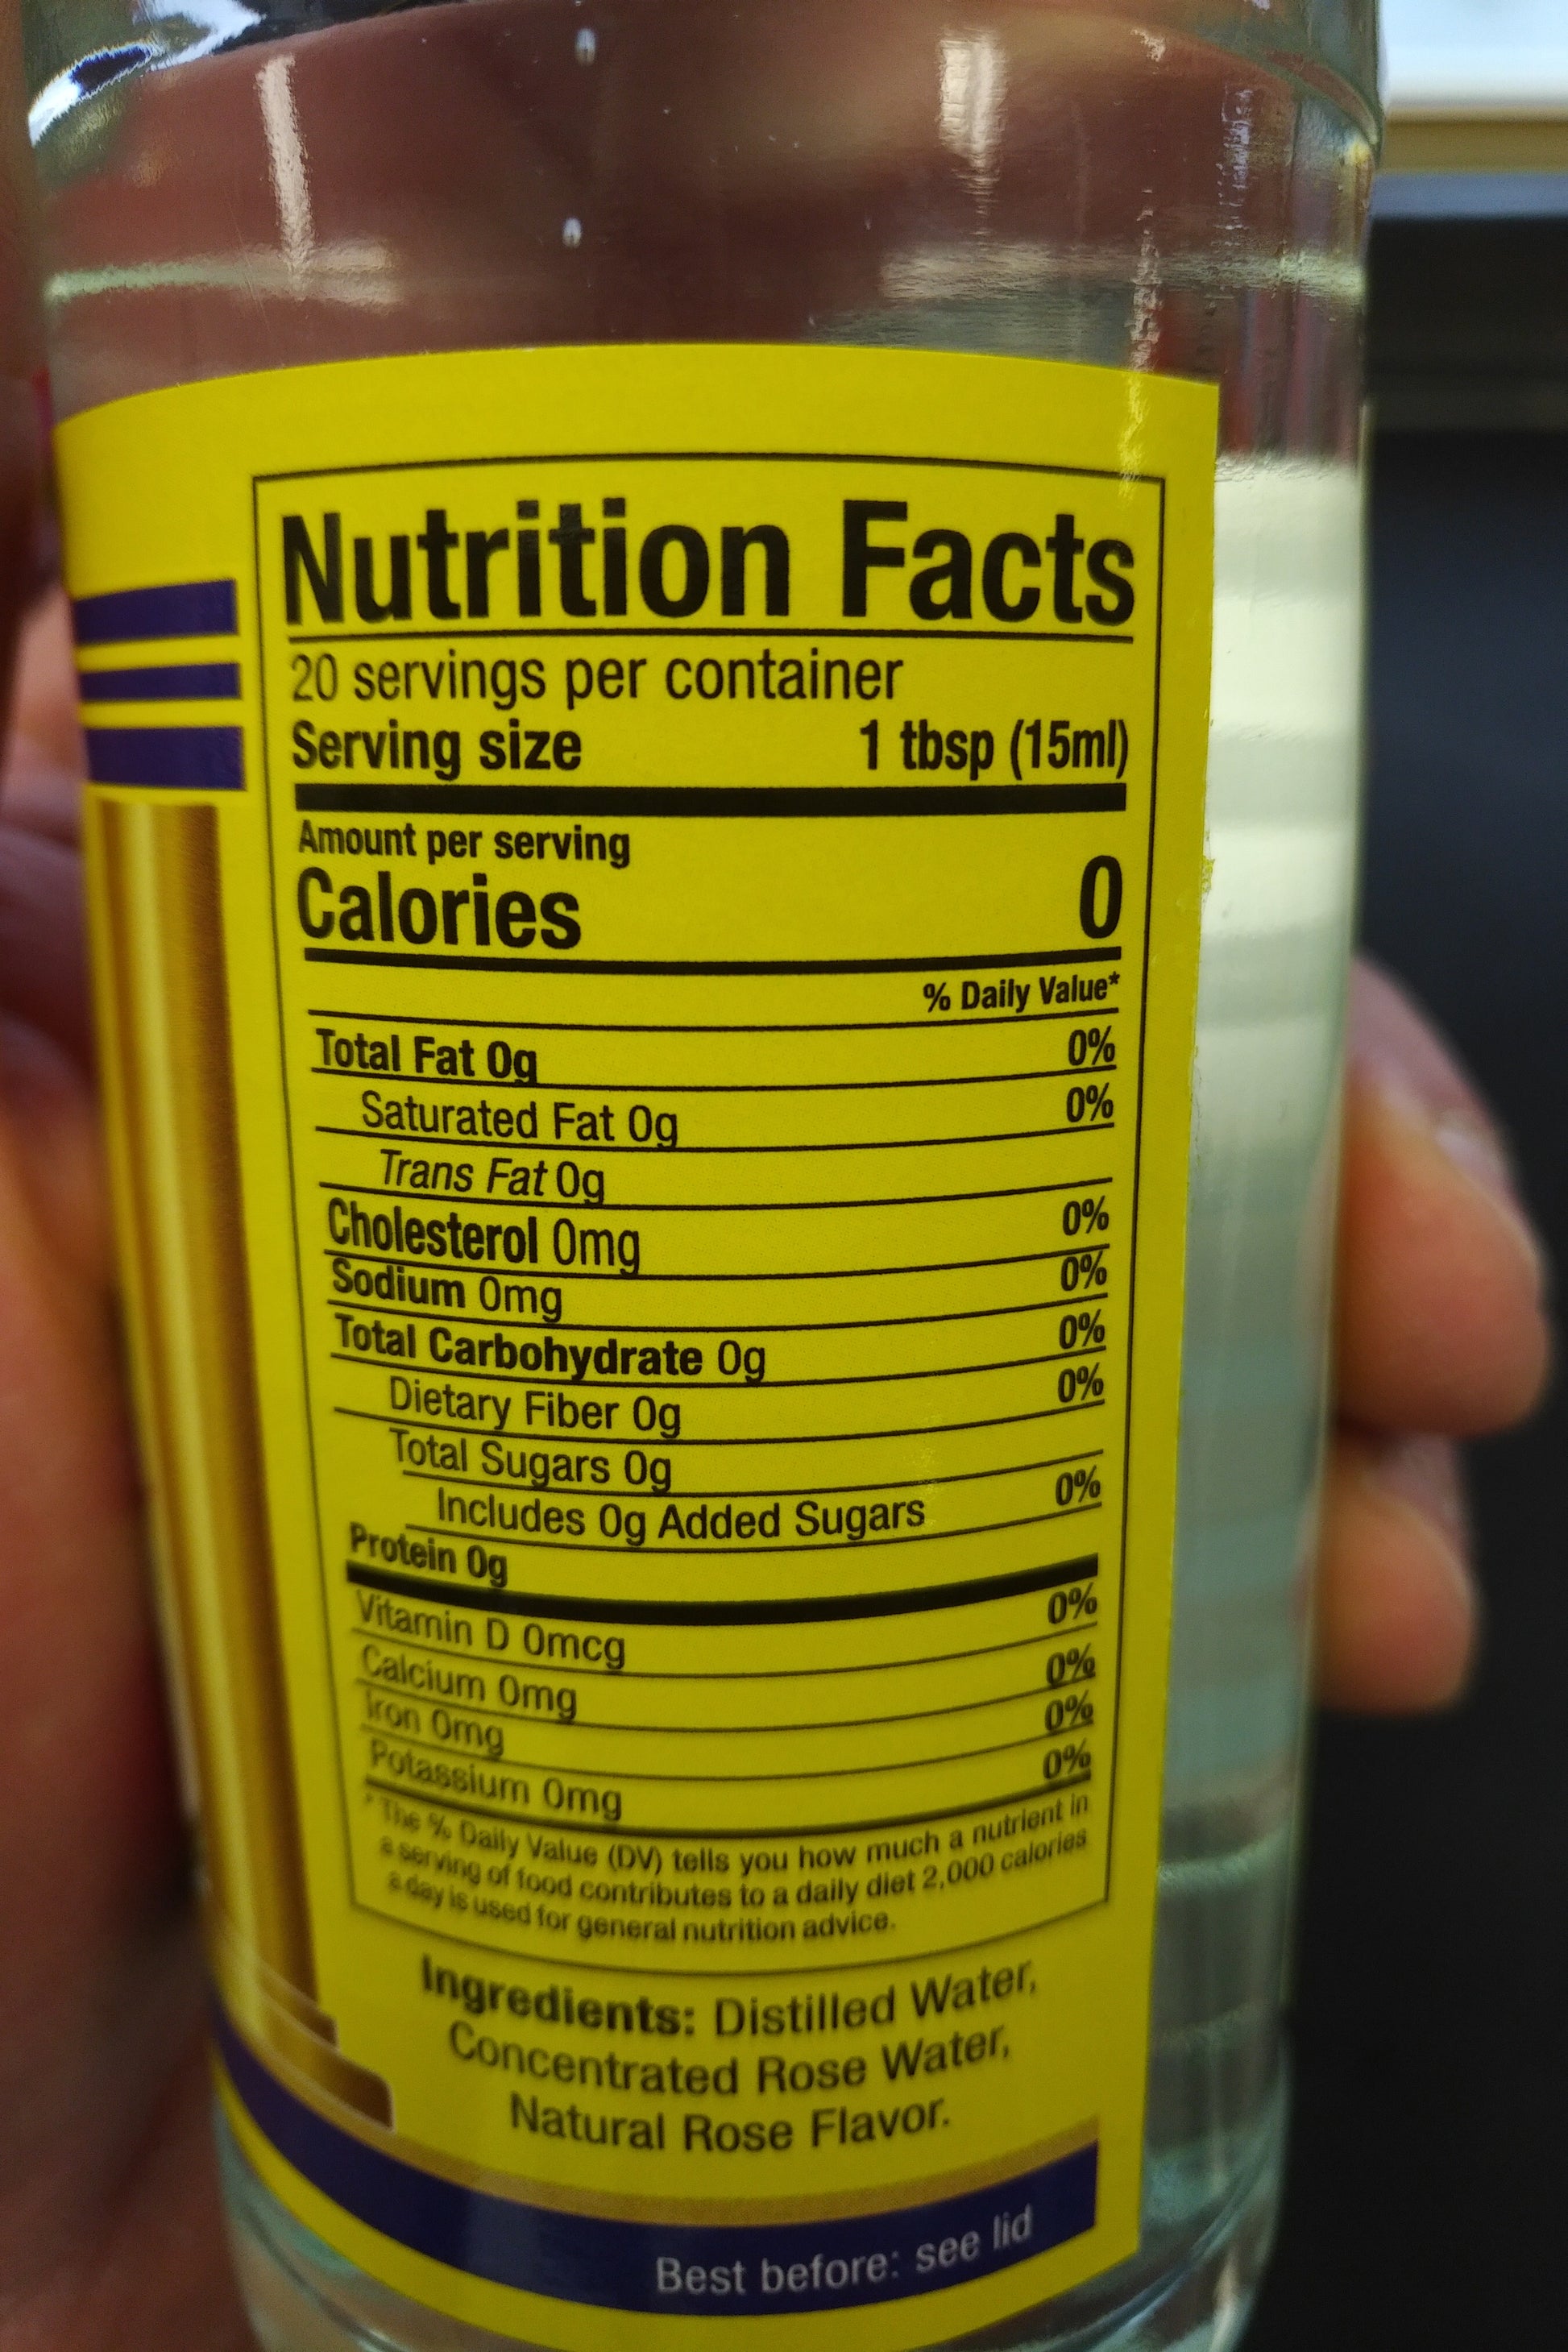 Nutrition Facts
20 servings per container
Serving size 1 tbsp (15ml)
Amount per serving
Calories 0
% Daily Value*
Total Fat 0g 0%
Saturated Fat 0g 0%
Trans Fat 0g
Cholesterol 0mg 0%
Sodium 0mg 0%
Total Carbohydrate 0g 0%
Dietary Fiber 0g 0%
Total Sugars 0g
Includes 0g Added Sugars 0%
Protein 0g
Vitamin D 0mcg 0%
Calcium 0mg 0%
Iron 0mg 0%
Potassium 0mg 0%
* The % Daily Value (DV) tells you how much a nutrient in
a serving of food contributes to a daily diet 2,000 calories
a day is used for general nutrition advice.
Ingredients: Distilled Water,
Concentrated Rose Water,
Natural Rose Flavor.
Best before: see lid